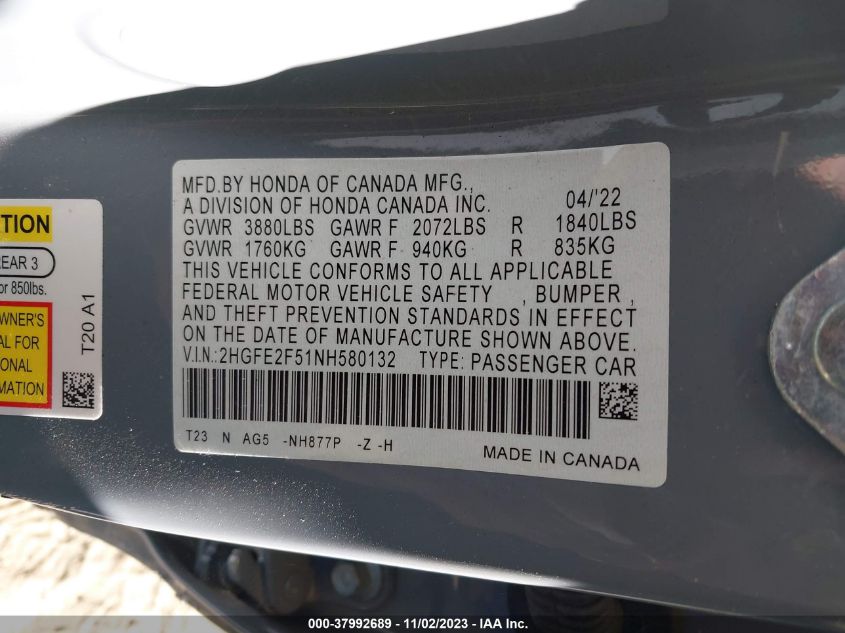 MFD.BY HONDA OF CANADA MFG.,
A DIVISION OF HONDA CANADA INC. 04/'22
GVWR 3880LBS GAWR F 2072LBS R 1840LBS
GVWR 1760KG GAWR F 940KG R 835KG
THIS VEHICLE CONFORMS TO ALL APPLICABLE
FEDERAL MOTOR VEHICLE SAFETY , BUMPER ,
AND THEFT PREVENTION STANDARDS IN EFFECT
ON THE DATE OF MANUFACTURE SHOWN ABOVE.
V.I.N.:2HGFE2F51NH580132 TYPE: PASSENGER CAR
T23 N AG5 -NH877P -Z -H
MADE IN CANADA
TION
REAR 3
or 850lbs.
WNER'S
AL FOR
ONAL
MATION
T20 A1
000-37992689 - 11/02/2023 - IAA Inc.